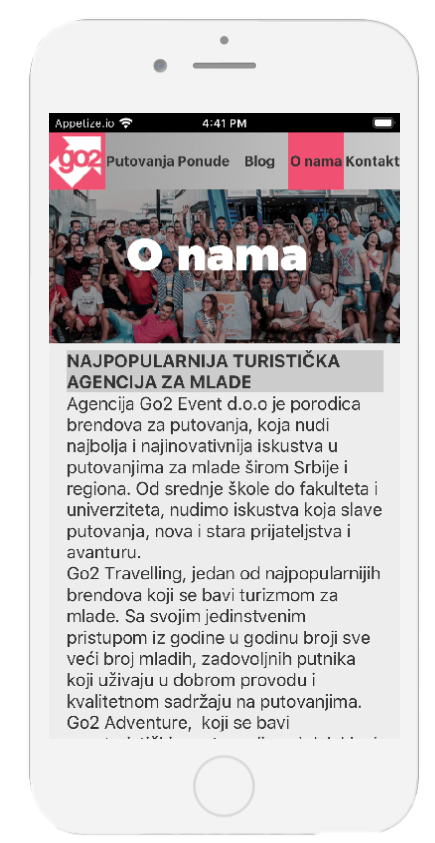 Appetize.io 4:41 PM
go2 Putovanja Ponude Blog O nama Kontakt
O nama
NAJPOPULARNIJA TURISTIČKA
AGENCIJA ZA MLADE
Agencija Go2 Event d.o.o je porodica
brendova za putovanja, koja nudi
najbolja i najinovativnija iskustva u
putovanjima za mlade širom Srbije i
regiona. Od srednje škole do fakulteta i
univerziteta, nudimo iskustva koja slave
putovanja, nova i stara prijateljstva i
avanturu.
Go2 Travelling, jedan od najpopularnijih
brendova koji se bavi turizmom za
mlade. Sa svojim jedinstvenim
pristupom iz godine u godinu broji sve
veći broj mladih, zadovoljnih putnika
koji uživaju u dobrom provodu i
kvalitetnom sadržaju na putovanjima.
Go2 Adventure, koji se bavi